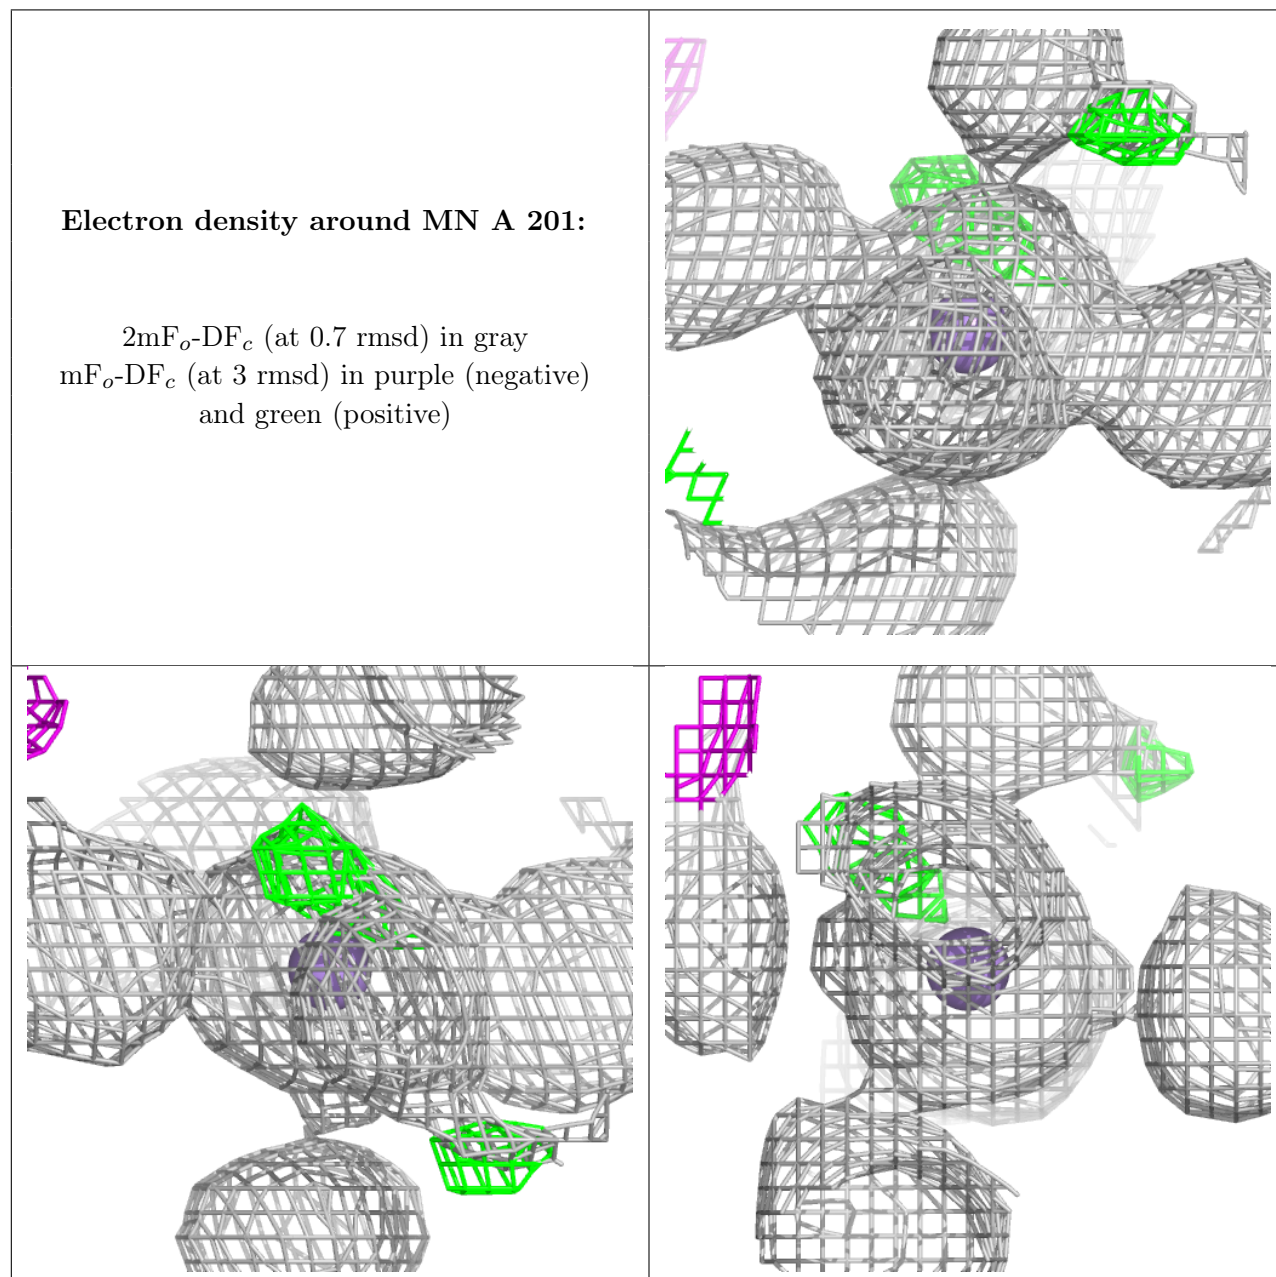 Electron density around MN A 201:
2mFo-DFc (at 0.7 rmsd) in gray
mFo-DFc (at 3 rmsd) in purple (negative)
and green (positive)